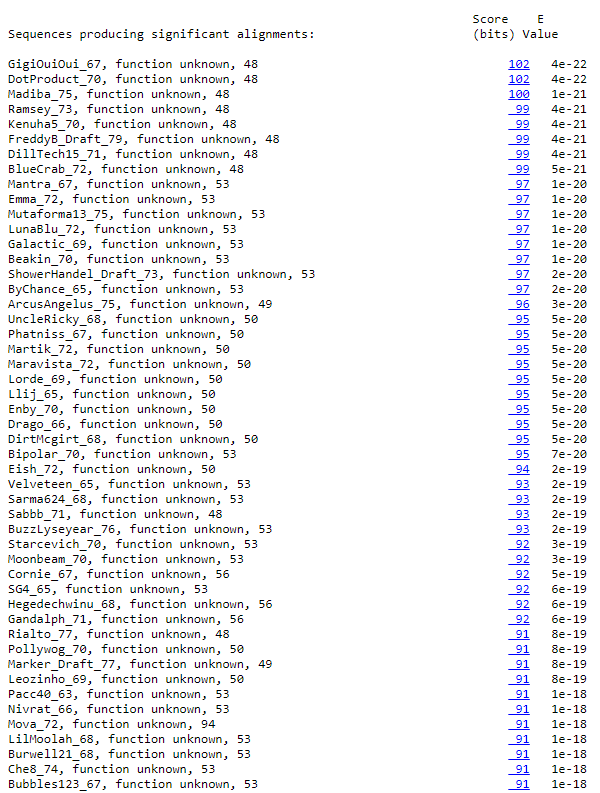 Score E
Sequences producing significant alignments: (bits) Value
GigiOuiOui_67, function unknown, 48 102 4e-22
DotProduct_70, function unknown, 48 102 4e-22
Madiba_75, function unknown, 48 100 1e-21
Ramsey_73, function unknown, 48 99 4e-21
Kenuha5_70, function unknown, 48 99 4e-21
FreddyB_Draft_79, function unknown, 48 99 4e-21
DillTech15_71, function unknown, 48 99 4e-21
BlueCrab_72, function unknown, 48 99 5e-21
Mantra_67, function unknown, 53 97 1e-20
Emma_72, function unknown, 53 97 1e-20
Mutaforma13_75, function unknown, 53 97 1e-20
LunaBlu_72, function unknown, 53 97 1e-20
Galactic_69, function unknown, 53 97 1e-20
Beakin_70, function unknown, 53 97 1e-20
ShowerHandel_Draft_73, function unknown, 53 97 2e-20
ByChance_65, function unknown, 53 97 2e-20
ArcusAngelus_75, function unknown, 49 96 3e-20
UncleRicky_68, function unknown, 50 95 5e-20
Phatniss_67, function unknown, 50 95 5e-20
Martik_72, function unknown, 50 95 5e-20
Maravista_72, function unknown, 50 95 5e-20
Lorde_69, function unknown, 50 95 5e-20
Llij_65, function unknown, 50 95 5e-20
Enby_70, function unknown, 50 95 5e-20
Drago_66, function unknown, 50 95 5e-20
DirtMcgirt_68, function unknown, 50 95 5e-20
Bipolar_70, function unknown, 53 95 7e-20
Eish_72, function unknown, 50 94 2e-19
Velveteen_65, function unknown, 53 93 2e-19
Sarma624_68, function unknown, 53 93 2e-19
Sabbb_71, function unknown, 48 93 2e-19
BuzzLyseyear_76, function unknown, 53 93 2e-19
Starcevich_70, function unknown, 53 92 3e-19
Moonbeam_70, function unknown, 53 92 3e-19
Cornie_67, function unknown, 56 92 5e-19
SG4_65, function unknown, 53 92 6e-19
Hegedechwinu_68, function unknown, 56 92 6e-19
Gandalph_71, function unknown, 56 92 6e-19
Rialto_77, function unknown, 48 91 8e-19
Pollywog_70, function unknown, 50 91 8e-19
Marker_Draft_77, function unknown, 49 91 8e-19
Leozinho_69, function unknown, 50 91 8e-19
Pacc40_63, function unknown, 53 91 1e-18
Nivrat_66, function unknown, 53 91 1e-18
Mova_72, function unknown, 94 91 1e-18
LilMoolah_68, function unknown, 53 91 1e-18
Burwell21_68, function unknown, 53 91 1e-18
Che8_74, function unknown, 53 91 1e-18
Bubbles123_67, function unknown, 53 91 1e-18